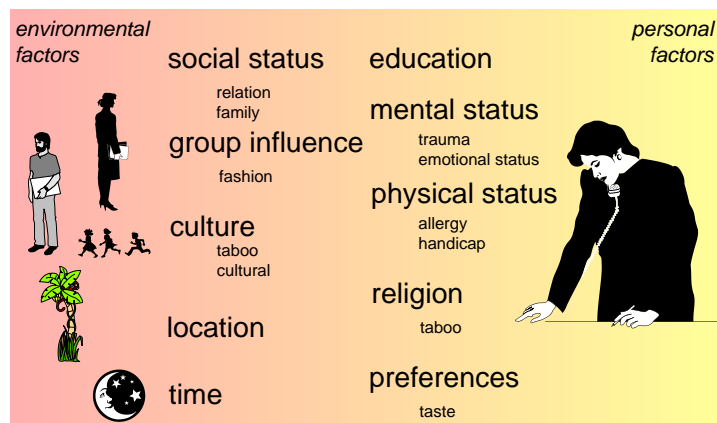 environmental
factors
social status
relation
family
group influence
fashion
culture
taboo
cultural
location
time
personal
factors
education
mental status
trauma
emotional status
physical status
allergy
handicap
religion
taboo
preferences
taste